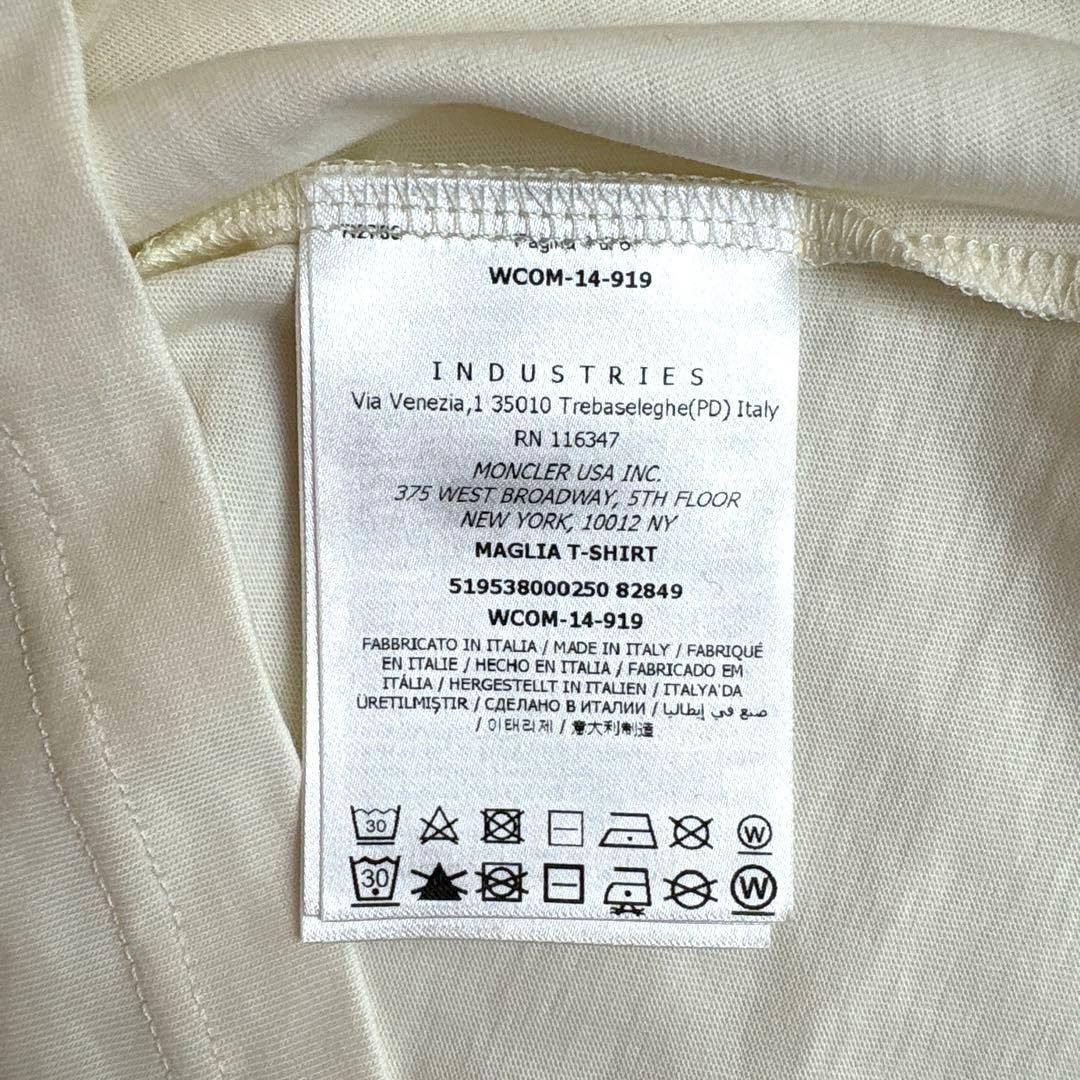 WCOM-14-919
INDUSTRIES
Via Venezia,1 35010 Trebaseleghe(PD) Italy
RN 116347
MONCLER USA INC.
375 WEST BROADWAY, 5TH FLOOR
NEW YORK, 10012 NY
MAGLIA T-SHIRT
519538000250 82849
WCOM-14-919
FABBRICATO IN ITALIA / MADE IN ITALY / FABRIQUÉ
EN ITALIE / HECHO EN ITALIA / FABRICADO EM
ITÁLIA / HERGESTELLT IN ITALIEN / ITALYA'DA
ÜRETILMIŞTIR / СДЕЛАНО В ИТАЛИИ / صنع في إيطاليا
/ 이태리제 / 意大利制造
30 W
30 W